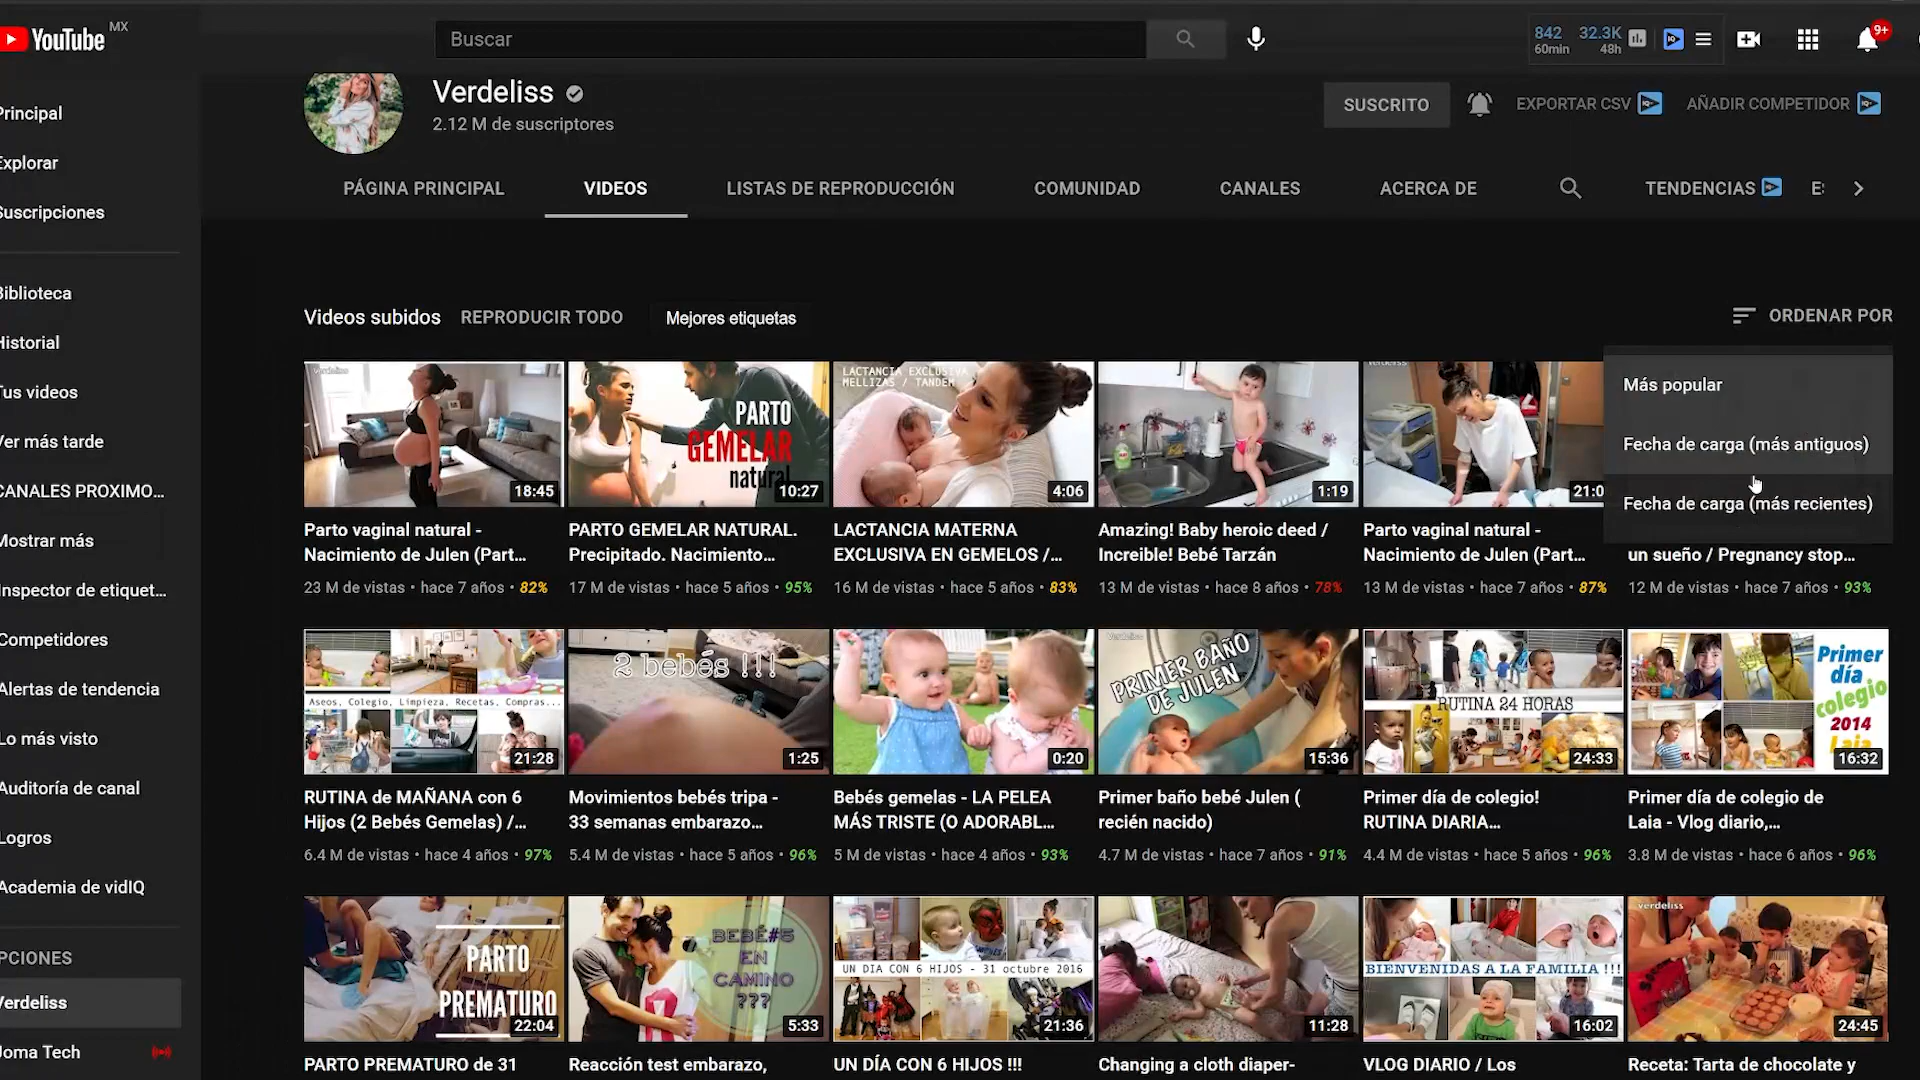 YouTube MX
Buscar
842 32.3K
60min 48h
9+
Verdeliss
2.12 M de suscriptores
SUSCRITO
EXPORTAR CSV
AÑADIR COMPETIDOR
PÁGINA PRINCIPAL VIDEOS LISTAS DE REPRODUCCIÓN COMUNIDAD CANALES ACERCA DE TENDENCIAS
Principal
Explorar
Suscripciones
Biblioteca
Historial
Tus videos
Ver más tarde
CANALES PROXIMO...
Mostrar más
Inspector de etiquet...
Competidores
Alertas de tendencia
Lo más visto
Auditoría de canal
Logros
Academia de vidIQ
PCIONES
Verdeliss
Joma Tech
Videos subidos REPRODUCIR TODO Mejores etiquetas
ORDENAR POR
Más popular
Fecha de carga (más antiguos)
Fecha de carga (más recientes)
verdeliss
18:45
PARTO
GEMELAR
natural
10:27
LACTANCIA EXCLUSIVA
MELLIZAS / TANDEM
4:06
1:19
verdeliss
21:0
Parto vaginal natural -
Nacimiento de Julen (Part...
23 M de vistas • hace 7 años • 82%
PARTO GEMELAR NATURAL.
Precipitado. Nacimiento...
17 M de vistas • hace 5 años • 95%
LACTANCIA MATERNA
EXCLUSIVA EN GEMELOS /...
16 M de vistas • hace 5 años • 83%
Amazing! Baby heroic deed /
Increible! Bebé Tarzán
13 M de vistas • hace 8 años • 78%
Parto vaginal natural -
Nacimiento de Julen (Part...
13 M de vistas • hace 7 años • 87%
un sueño / Pregnancy stop...
12 M de vistas • hace 7 años • 93%
Aseos, Colegio, Limpieza, Recetas, Compras...
21:28
2 bebés !!!
1:25
0:20
Verdeliss
PRIMER BAÑO
DE JULEN
15:36
RUTINA 24 HORAS
24:33
Primer
día
colegio
2014
Laia
16:32
RUTINA de MAÑANA con 6
Hijos (2 Bebés Gemelas) /...
6.4 M de vistas • hace 4 años • 97%
Movimientos bebés tripa -
33 semanas embarazo...
5.4 M de vistas • hace 5 años • 96%
Bebés gemelas - LA PELEA
MÁS TRISTE (O ADORABL...
5 M de vistas • hace 4 años • 93%
Primer baño bebé Julen (
recién nacido)
4.7 M de vistas • hace 7 años • 91%
Primer día de colegio!
RUTINA DIARIA...
4.4 M de vistas • hace 5 años • 96%
Primer día de colegio de
Laia - Vlog diario,...
3.8 M de vistas • hace 6 años • 96%
PARTO
PREMATURO
22:04
BEBÉ#5
EN
CAMINO
???
5:33
UN DIA CON 6 HIJOS - 31 octubre 2016
21:36
11:28
BIENVENIDAS A LA FAMILIA !!!
16:02
verdeliss
24:45
PARTO PREMATURO de 31
Reacción test embarazo,
UN DÍA CON 6 HIJOS !!!
Changing a cloth diaper-
VLOG DIARIO / Los
Receta: Tarta de chocolate y